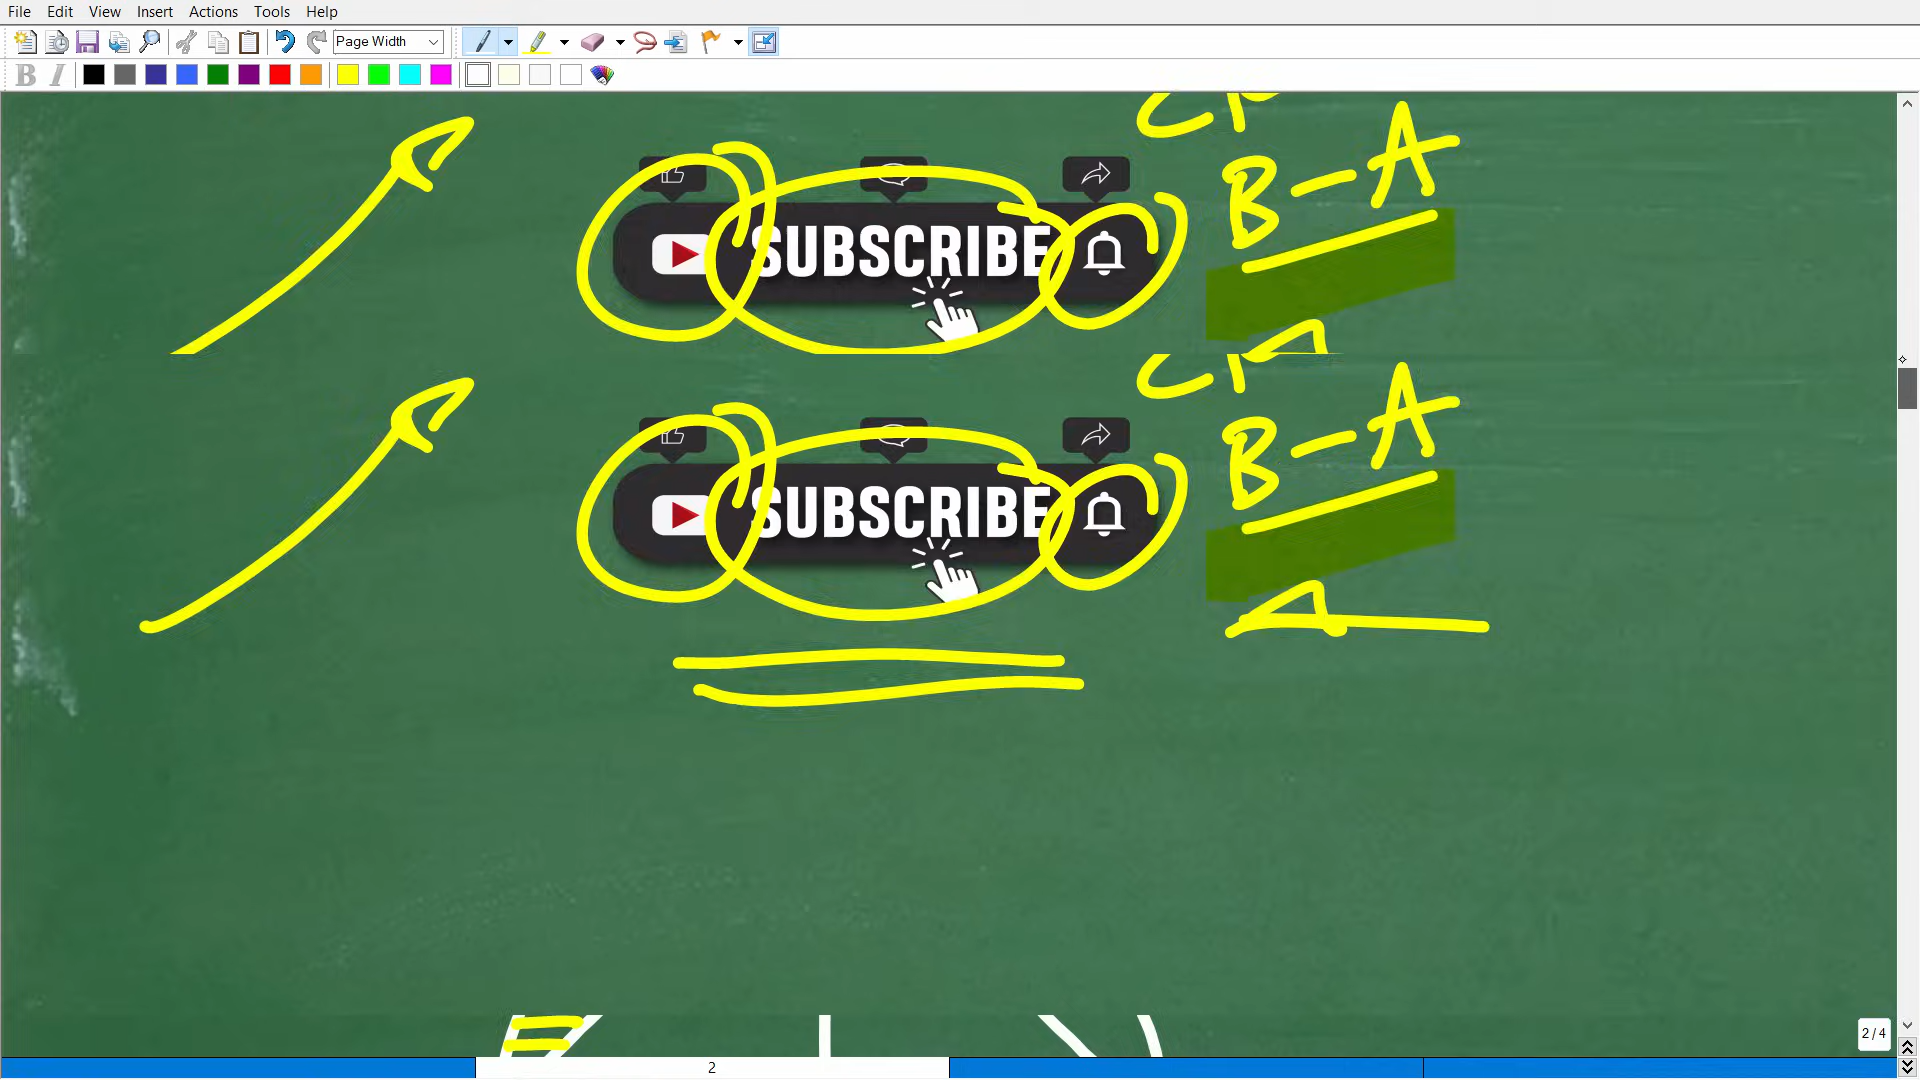 File Edit View Insert Actions Tools Help
Page Width
B I
B-A
SUBSCRIBE
B-A
SUBSCRIBE
2 / 4
2